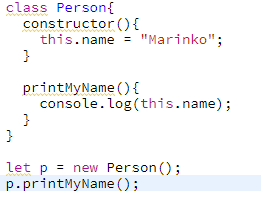 class Person{
  constructor(){
    this.name = "Marinko";
  }

  printMyName(){
    console.log(this.name);
  }
}

let p = new Person();
p.printMyName();